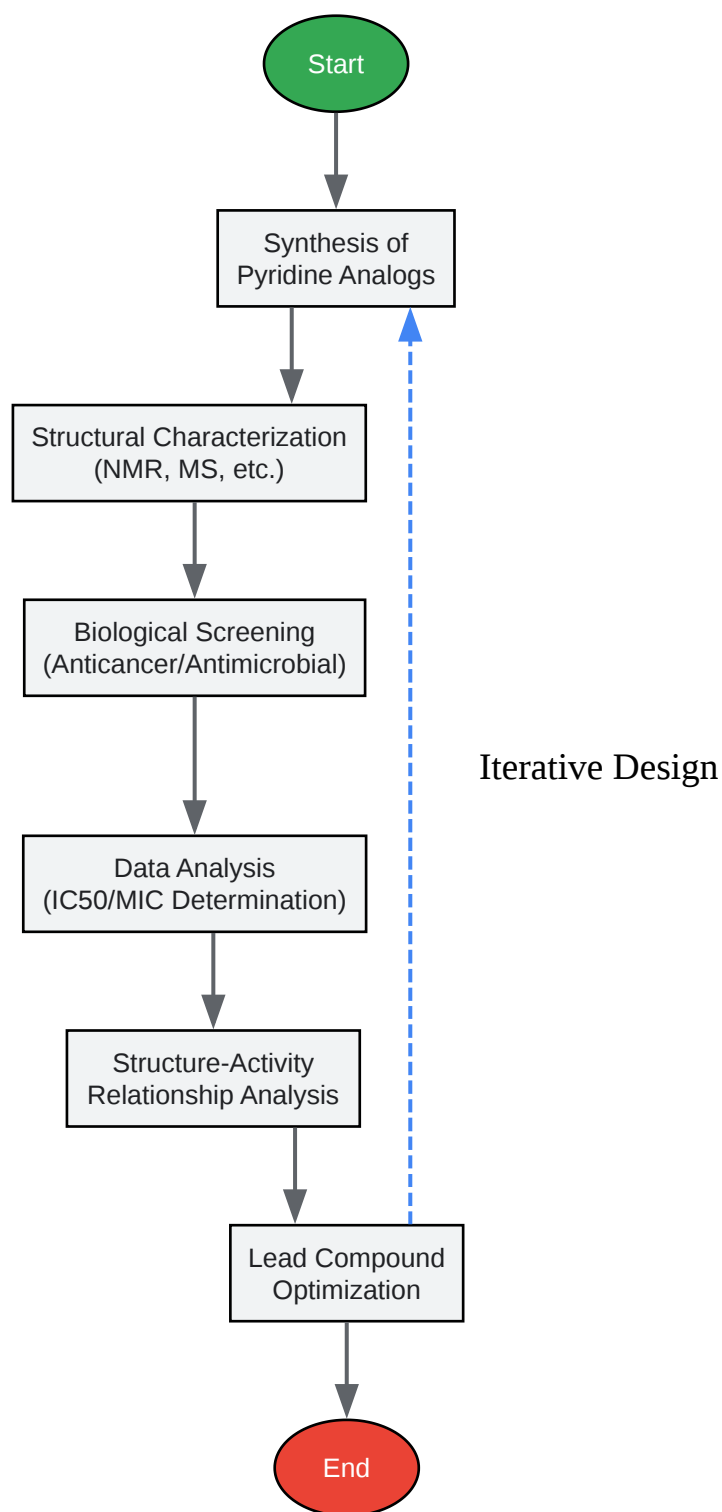 Start
Synthesis of
Pyridine Analogs
Structural Characterization
(NMR, MS, etc.)
Biological Screening
(Anticancer/Antimicrobial)
Iterative Design
Data Analysis
(IC50/MIC Determination)
Structure-Activity
Relationship Analysis
Lead Compound
Optimization
End